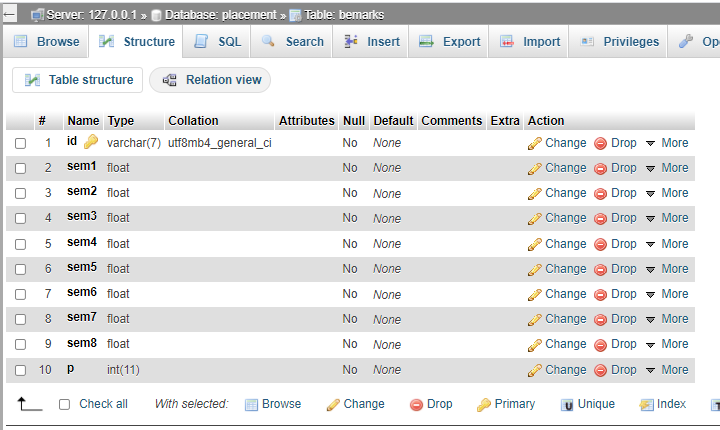 ← Server: 127.0.0.1 » Database: placement » Table: bemarks
Browse Structure SQL Search Insert Export Import Privileges Ope
Table structure Relation view
# Name Type Collation Attributes Null Default Comments Extra Action
1 id varchar(7) utf8mb4_general_ci No None Change Drop More
2 sem1 float No None Change Drop More
3 sem2 float No None Change Drop More
4 sem3 float No None Change Drop More
5 sem4 float No None Change Drop More
6 sem5 float No None Change Drop More
7 sem6 float No None Change Drop More
8 sem7 float No None Change Drop More
9 sem8 float No None Change Drop More
10 p int(11) No None Change Drop More
Check all With selected: Browse Change Drop Primary Unique Index